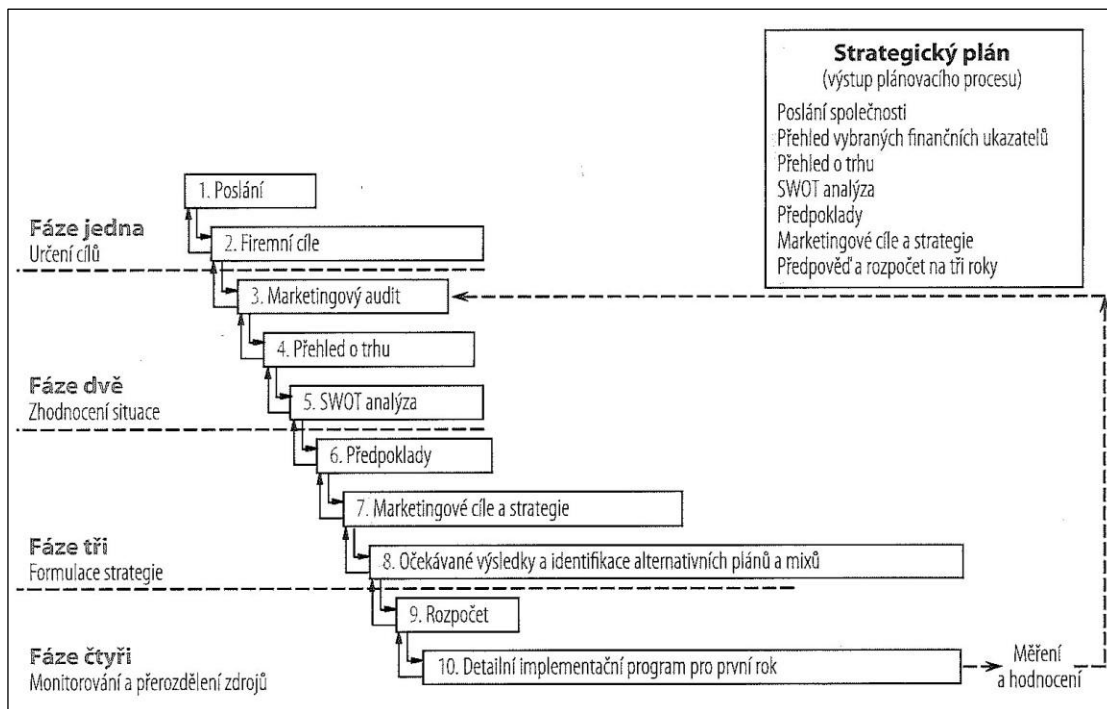 Strategický plán
(výstup plánovacího procesu)
Poslání společnosti
Přehled vybraných finančních ukazatelů
Přehled o trhu
SWOT analýza
Předpoklady
Marketingové cíle a strategie
Předpověď a rozpočet na tři roky
1. Poslání
Fáze jedna
Určení cílů
2. Firemní cíle
3. Marketingový audit
4. Přehled o trhu
Fáze dvě
Zhodnocení situace
5. SWOT analýza
6. Předpoklady
7. Marketingové cíle a strategie
Fáze tři
Formulace strategie
8. Očekávané výsledky a identifikace alternativních plánů a mixů
9. Rozpočet
Fáze čtyři
Monitorování a přerozdělení zdrojů
10. Detailní implementační program pro první rok
Měření
a hodnocení